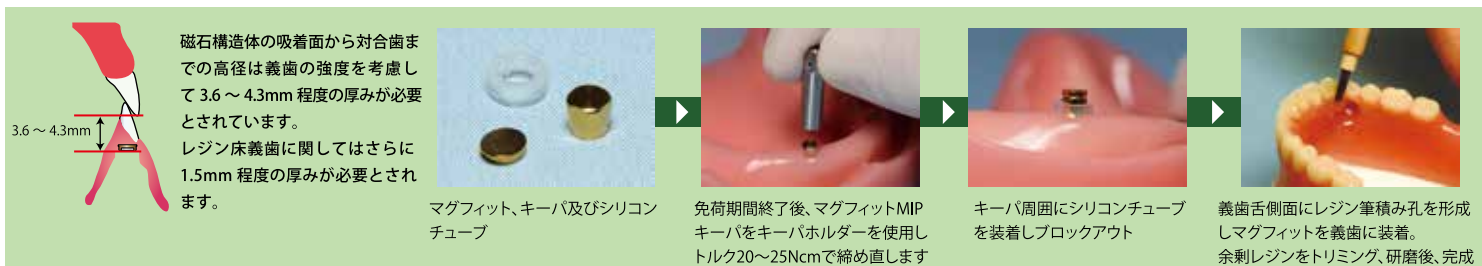 磁石構造体の吸着面から対合歯ま
での高径は義歯の強度を考慮し
て 3.6 ～ 4.3mm 程度の厚みが必要
とされています。
レジン床義歯に関してはさらに
1.5mm 程度の厚みが必要とされ
ます。
3.6 ～ 4.3mm
マグフィット、キーパ及びシリコン
チューブ
免荷期間終了後、マグフィットMIP
キーパをキーパホルダーを使用し
トルク20～25Ncmで締め直します
キーパ周囲にシリコンチューブ
を装着しブロックアウト
義歯舌側面にレジン筆積み孔を形成
しマグフィットを義歯に装着。
余剰レジンをトリミング、研磨後、完成